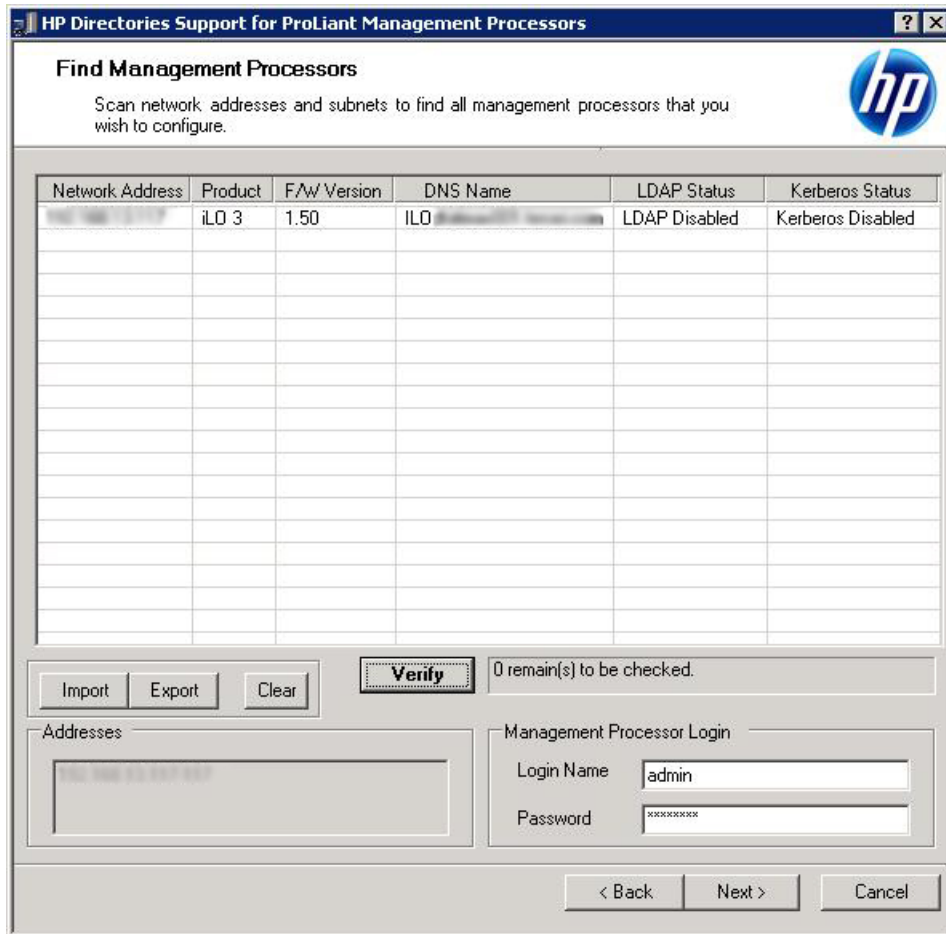 HP Directories Support for ProLiant Management Processors
Find Management Processors
Scan network addresses and subnets to find all management processors that you
wish to configure.
hp
Network Address Product F/W Version DNS Name LDAP Status Kerberos Status
iLO 3 1.50 ILO LDAP Disabled Kerberos Disabled
Import Export Clear Verify 0 remain(s) to be checked.
Addresses
Management Processor Login
Login Name admin
Password ××××××××
< Back Next > Cancel